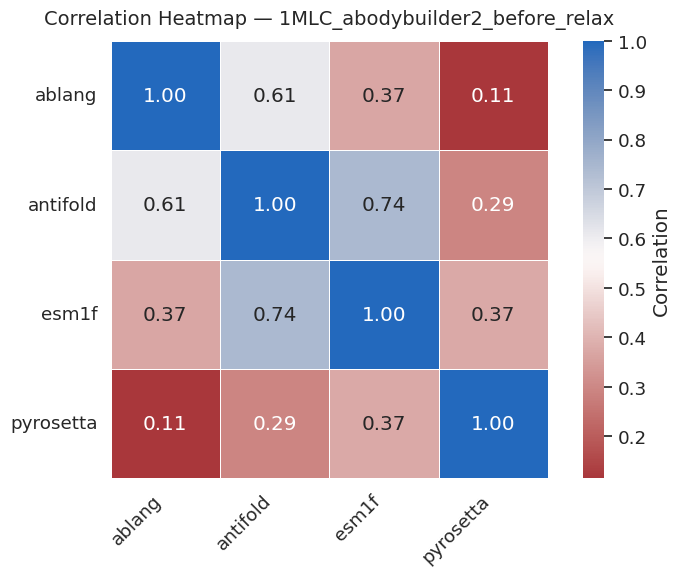 Correlation Heatmap — 1MLC_abodybuilder2_before_relax
ablang
1.00 0.61 0.37 0.11
antifold
0.61 1.00 0.74 0.29
esm1f
0.37 0.74 1.00 0.37
pyrosetta
0.11 0.29 0.37 1.00
ablang
antifold
esm1f
pyrosetta
1.0
0.9
0.8
0.7
0.6
0.5
0.4
0.3
0.2
Correlation